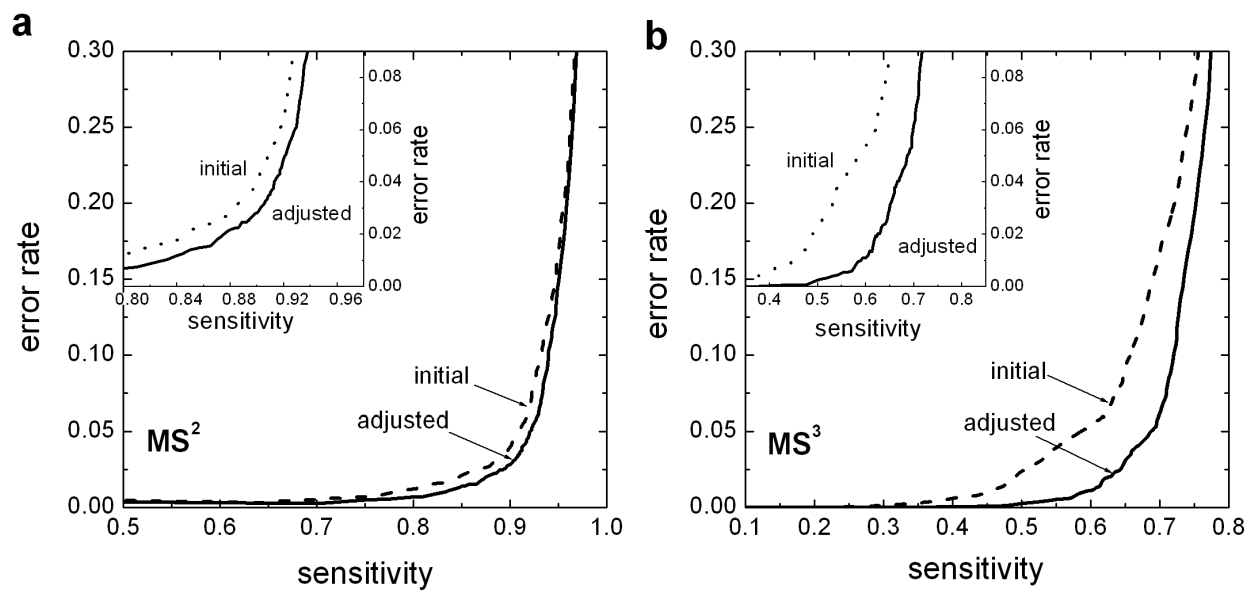 a
0.30
0.25
0.20
0.15
0.10
0.05
0.00
error rate
0.5 0.6 0.7 0.8 0.9 1.0
sensitivity
MS²
initial
adjusted
initial
adjusted
0.08
0.06
0.04
0.02
0.00
error rate
0.80 0.84 0.88 0.92 0.96
sensitivity
b
0.30
0.25
0.20
0.15
0.10
0.05
0.00
error rate
0.1 0.2 0.3 0.4 0.5 0.6 0.7 0.8
sensitivity
MS³
initial
adjusted
initial
adjusted
0.08
0.06
0.04
0.02
0.00
error rate
0.4 0.5 0.6 0.7 0.8
sensitivity